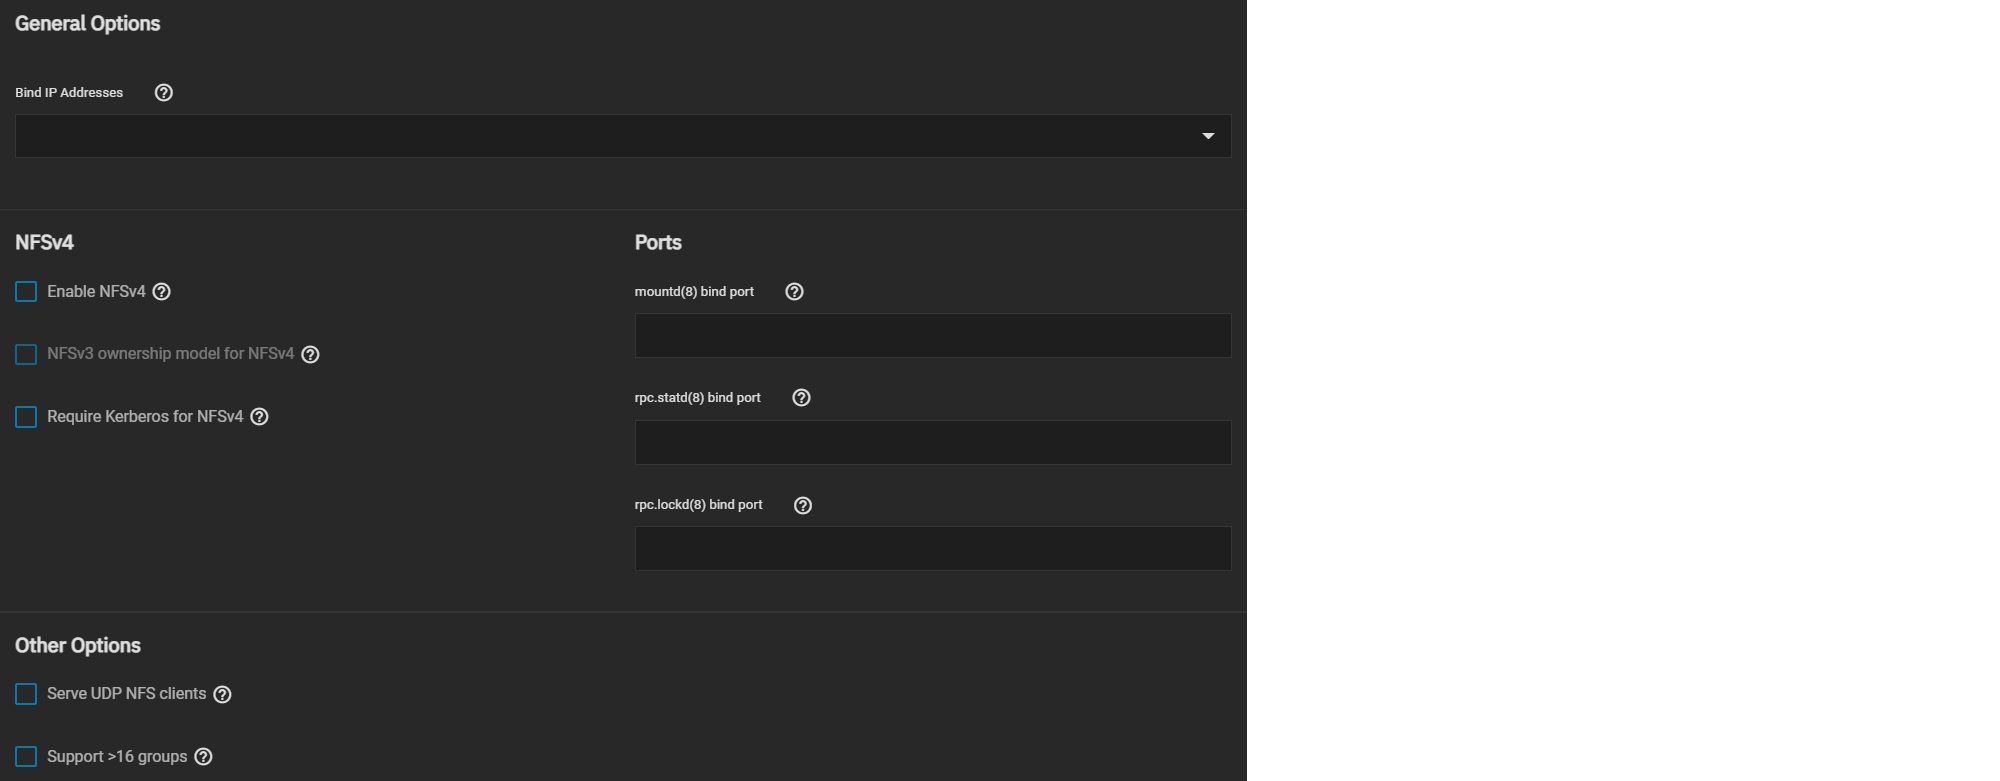 General Options
Bind IP Addresses
NFSv4
Enable NFSv4
NFSv3 ownership model for NFSv4
Require Kerberos for NFSv4
Ports
mountd(8) bind port
rpc.statd(8) bind port
rpc.lockd(8) bind port
Other Options
Serve UDP NFS clients
Support >16 groups